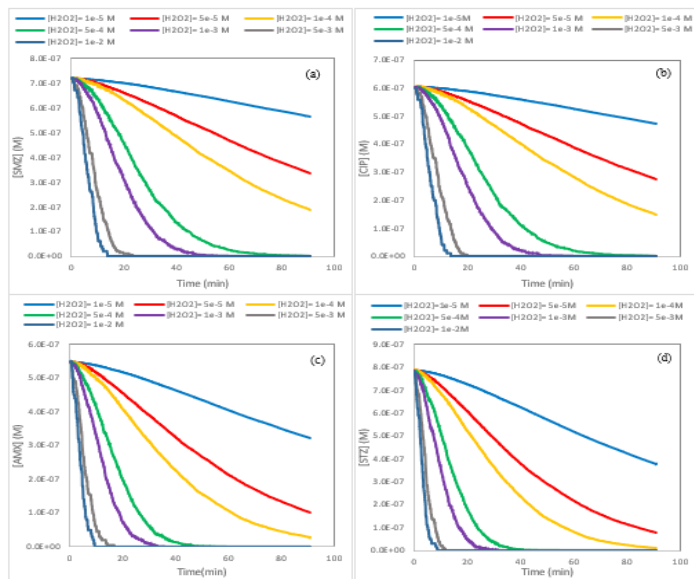 [H2O2]= 1e-5M [H2O2]= 5e-5 M [H2O2]= 1e-4 M
[H2O2]= 5e-4 M [H2O2]= 1e-3 M [H2O2]= 5e-3 M
[H2O2]= 1e-2 M
(a)
8.0E-07
7.0E-07
6.0E-07
5.0E-07
4.0E-07
3.0E-07
2.0E-07
1.0E-07
0.0E+00
[SMZ] (M)
0 20 40 60 80 100
Time (min)
[H2O2]= 1e-5 M [H2O2]= 5e-5 M [H2O2]= 1e-4 M
[H2O2]= 5e-4 M [H2O2]= 1e-3 M [H2O2]= 5e-3 M
[H2O2]= 1e-2 M
(b)
7.0E-07
6.0E-07
5.0E-07
4.0E-07
3.0E-07
2.0E-07
1.0E-07
0.0E+00
[CIP] (M)
0 20 40 60 80 100
Time (min)
[H2O2]= 1e-5 M [H2O2]= 5e-5 M [H2O2]= 1e-4 M
[H2O2]= 5e-4 M [H2O2]= 1e-3 M [H2O2]= 5e-3 M
[H2O2]= 1e-2 M
(c)
6.0E-07
5.0E-07
4.0E-07
3.0E-07
2.0E-07
1.0E-07
0.0E+00
[AMX] (M)
0 20 40 60 80 100
Time(min)
[H2O2]= 1e-5 M [H2O2]= 5e-5M [H2O2]= 1e-4M
[H2O2]= 5e-4M [H2O2]= 1e-3M [H2O2]= 5e-3M
[H2O2]= 1e-2M
(d)
9.0E-07
8.0E-07
7.0E-07
6.0E-07
5.0E-07
4.0E-07
3.0E-07
2.0E-07
1.0E-07
0.0E+00
[STZ] (M)
0 20 40 60 80 100
Time (min)